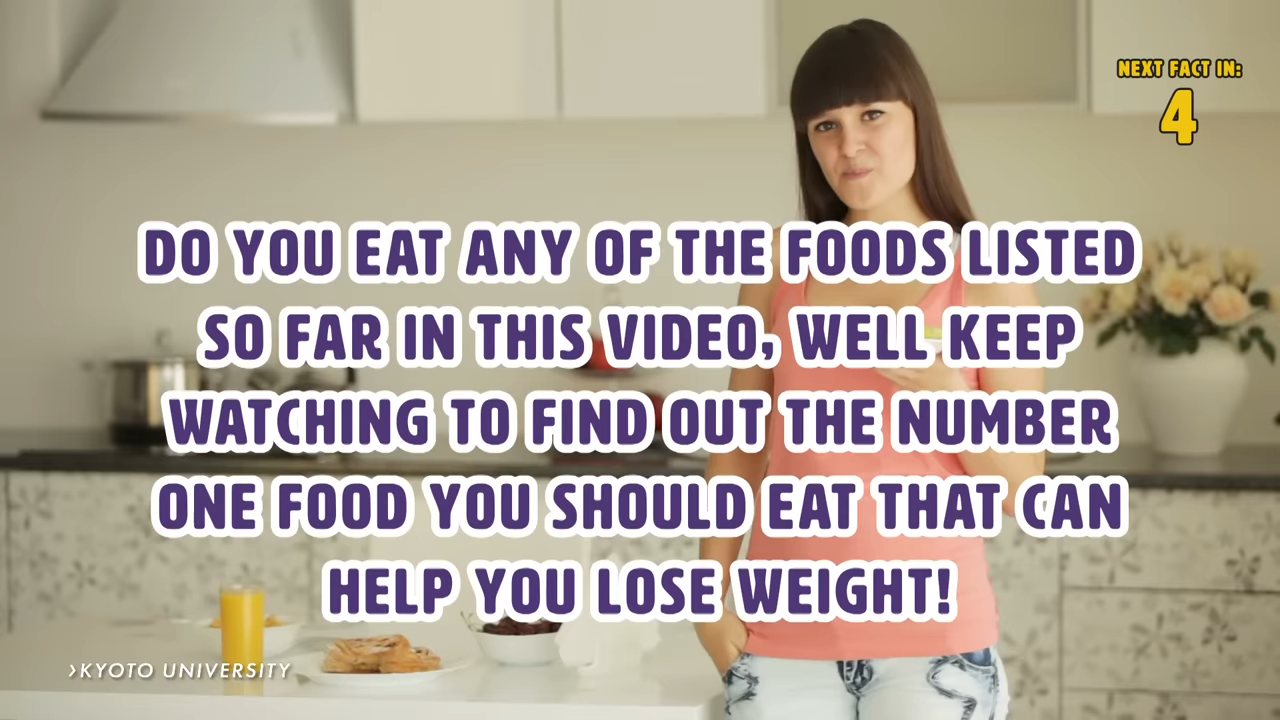 NEXT FACT IN:
4
DO YOU EAT ANY OF THE FOODS LISTED
SO FAR IN THIS VIDEO, WELL KEEP
WATCHING TO FIND OUT THE NUMBER
ONE FOOD YOU SHOULD EAT THAT CAN
HELP YOU LOSE WEIGHT!
›KYOTO UNIVERSITY